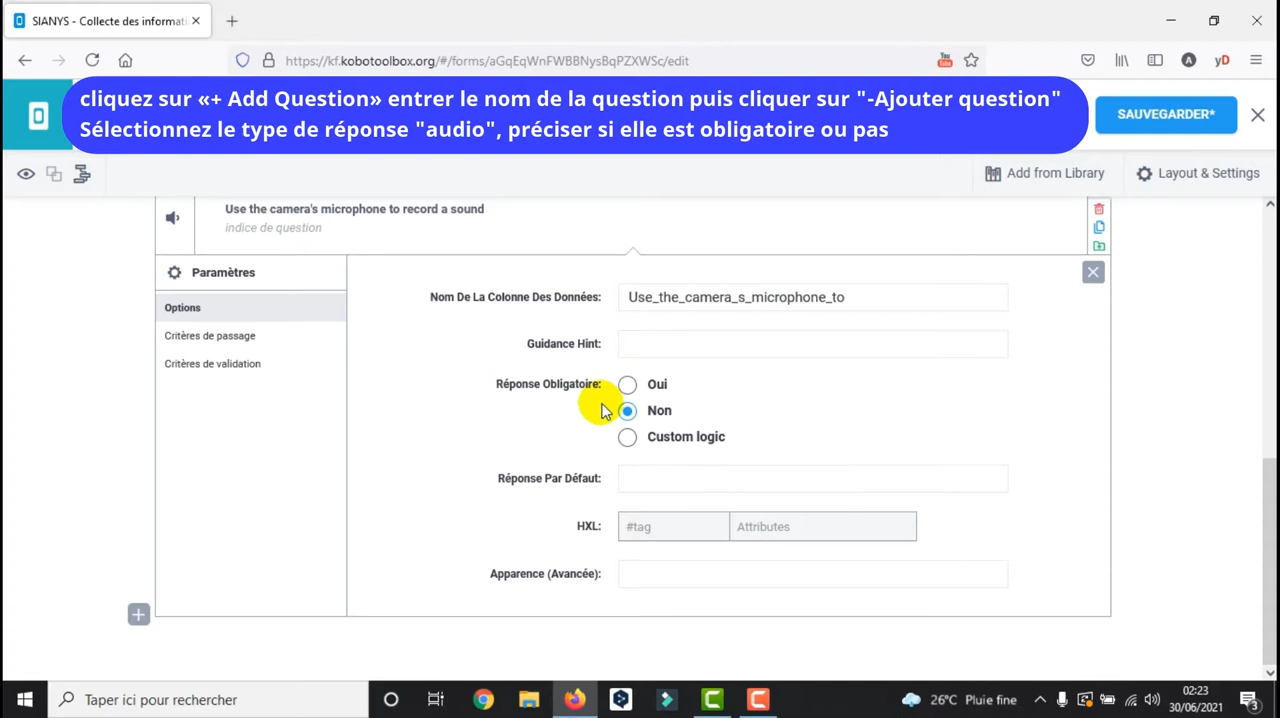 SIANYS - Collecte des informati
https://kf.kobotoolbox.org/#/forms/aGqEqWnFWBBNysBqPZXWSc/edit
You Tube
A
yD
cliquez sur «+ Add Question» entrer le nom de la question puis cliquer sur "-Ajouter question"
Sélectionnez le type de réponse "audio", préciser si elle est obligatoire ou pas
SAUVEGARDER*
Add from Library
Layout & Settings
Use the camera's microphone to record a sound
indice de question
Paramètres
Options
Critères de passage
Critères de validation
Nom De La Colonne Des Données:
Use_the_camera_s_microphone_to
Guidance Hint:
Réponse Obligatoire:
Oui
Non
Custom logic
Réponse Par Défaut:
HXL:
#tag
Attributes
Apparence (Avancée):
Taper ici pour rechercher
26°C Pluie fine
02:23
30/06/2021
3